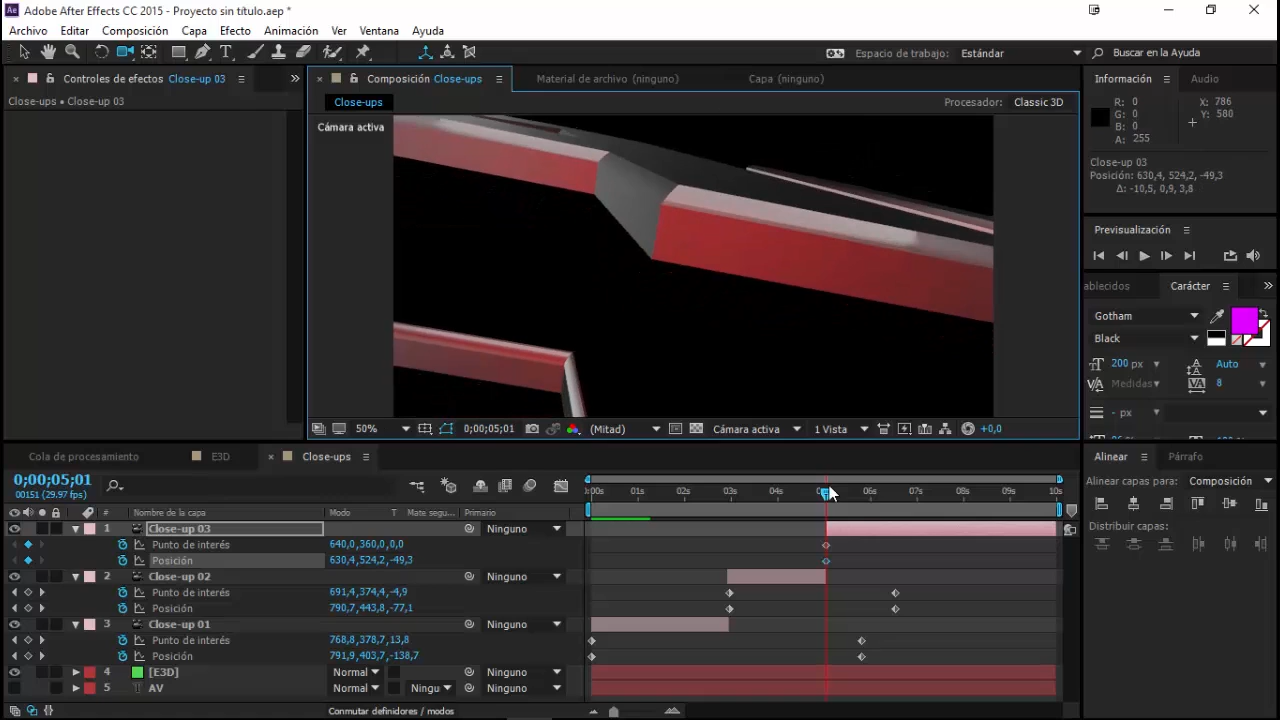 Adobe After Effects CC 2015 - Proyecto sin título.aep *
Archivo Editar Composición Capa Efecto Animación Ver Ventana Ayuda
Espacio de trabajo: Estándar Buscar en la Ayuda
Controles de efectos Close-up 03
Composición Close-ups Material de archivo (ninguno) Capa (ninguno)
Información Audio
Close-ups • Close-up 03
Close-ups
Procesador: Classic 3D
R: 0 X: 786
G: 0 Y: 580
B: 0
A: 255
Cámara activa
Close-up 03
Posición: 630,4, 524,2, -49,3
Δ: -10,5, 0,9, 3,8
Previsualización
ablecidos Carácter
Gotham
Black
200 px Auto
Medidas 8
- px
50% 0;00;05;01 (Mitad) Cámara activa 1 Vista +0,0
Cola de procesamiento E3D Close-ups
Alinear Párrafo
0;00;05;01
00151 (29.97 fps)
Alinear capas para: Composición
:00s 01s 02s 03s 04s 06s 07s 08s 09s 10s
# Nombre de la capa Modo T Mate segu... Primario
Distribuir capas:
1 Close-up 03 Ninguno
Punto de interés 640,0,360,0,0,0
Posición 630,4,524,2,-49,3
2 Close-up 02 Ninguno
Punto de interés 691,4,374,4,-4,9
Posición 790,7,443,8,-77,1
3 Close-up 01 Ninguno
Punto de interés 768,8,378,7,13,8
Posición 791,9,403,7,-138,7
4 [E3D] Normal Ninguno
5 T AV Normal Ningu Ninguno
Conmutar definidores / modos